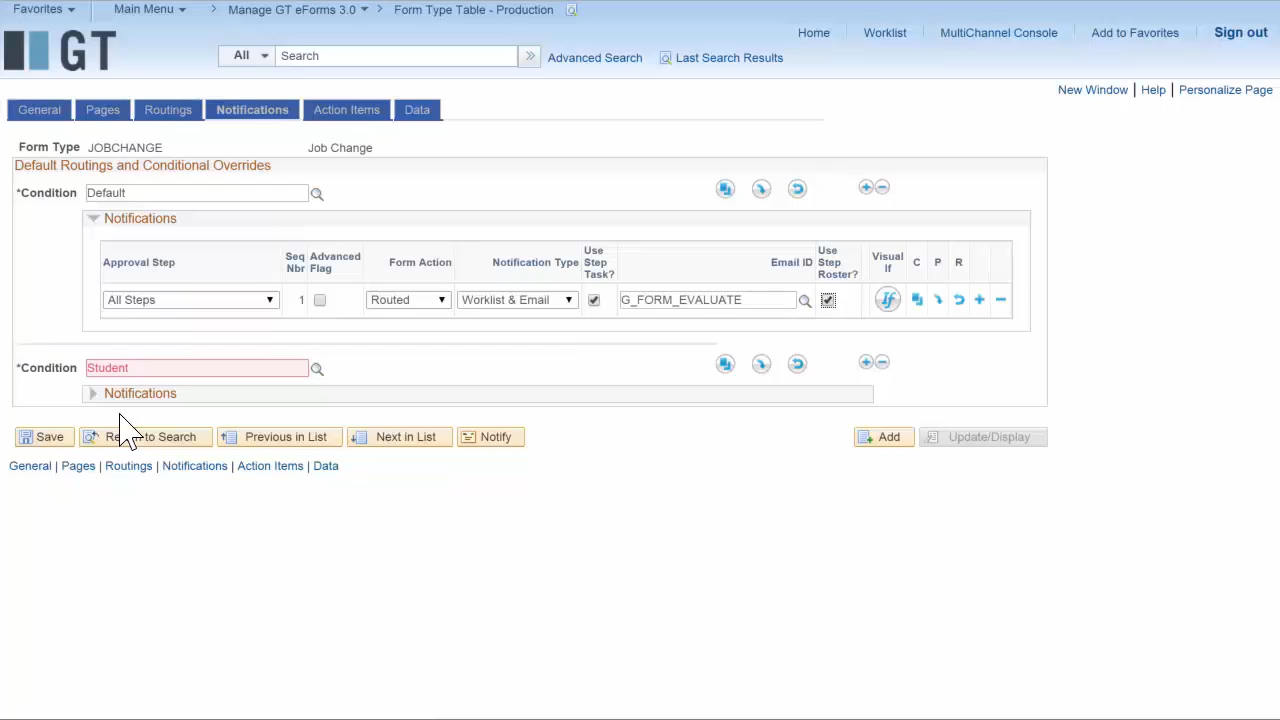 Favorites Main Menu > Manage GT eForms 3.0 > Form Type Table - Production
GT
All Search » Advanced Search Last Search Results
Home Worklist MultiChannel Console Add to Favorites Sign out
New Window | Help | Personalize Page
General Pages Routings Notifications Action Items Data
Form Type JOBCHANGE Job Change
Default Routings and Conditional Overrides
*Condition Default
Notifications
Approval Step Seq Nbr Advanced Flag Form Action Notification Type Use Step Task? Email ID Use Step Roster? Visual If C P R
All Steps 1 Routed Worklist & Email G_FORM_EVALUATE If
*Condition Student
Notifications
Save Re to Search Previous in List Next in List Notify Add Update/Display
General | Pages | Routings | Notifications | Action Items | Data